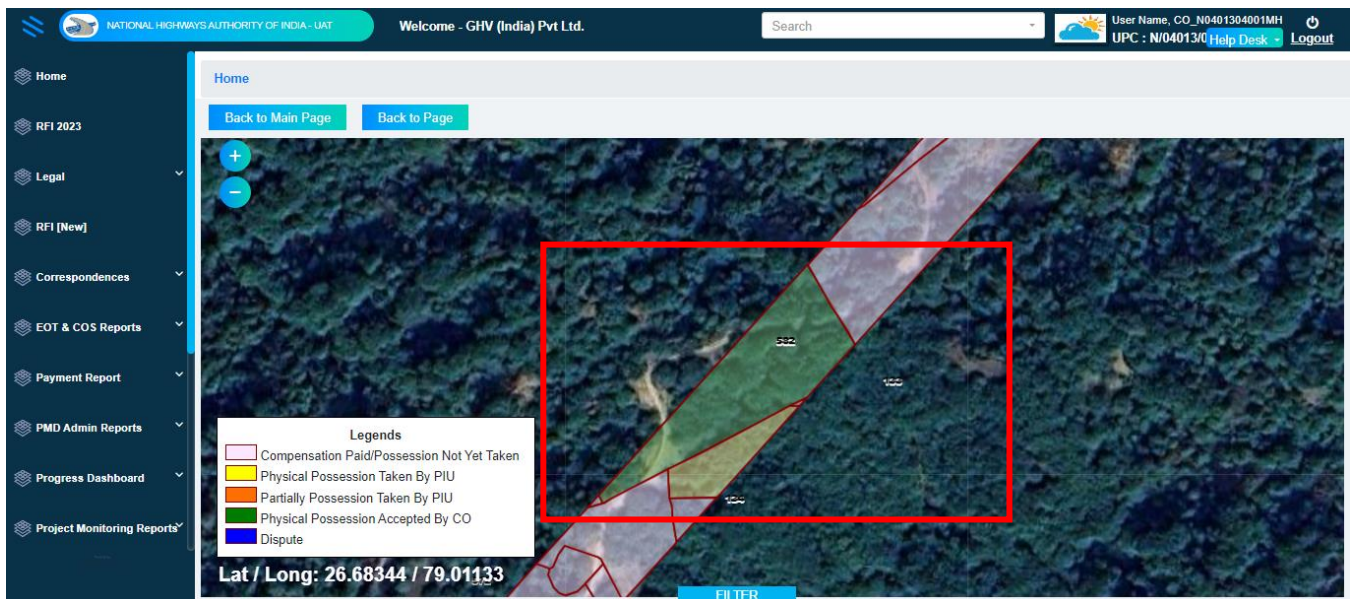 NATIONAL HIGHWAYS AUTHORITY OF INDIA - UAT
Welcome - GHV (India) Pvt Ltd.
Search
User Name, CO_N0401304001MH
UPC : N/04013/0
Help Desk
Logout
Home
RFI 2023
Legal
RFI [New]
Correspondences
EOT & COS Reports
Payment Report
PMD Admin Reports
Progress Dashboard
Project Monitoring Reports
Home
Back to Main Page
Back to Page
+
−
582
Legends
Compensation Paid/Possession Not Yet Taken
Physical Possession Taken By PIU
Partially Possession Taken By PIU
Physical Possession Accepted By CO
Dispute
Lat / Long: 26.68344 / 79.01133
FILTER